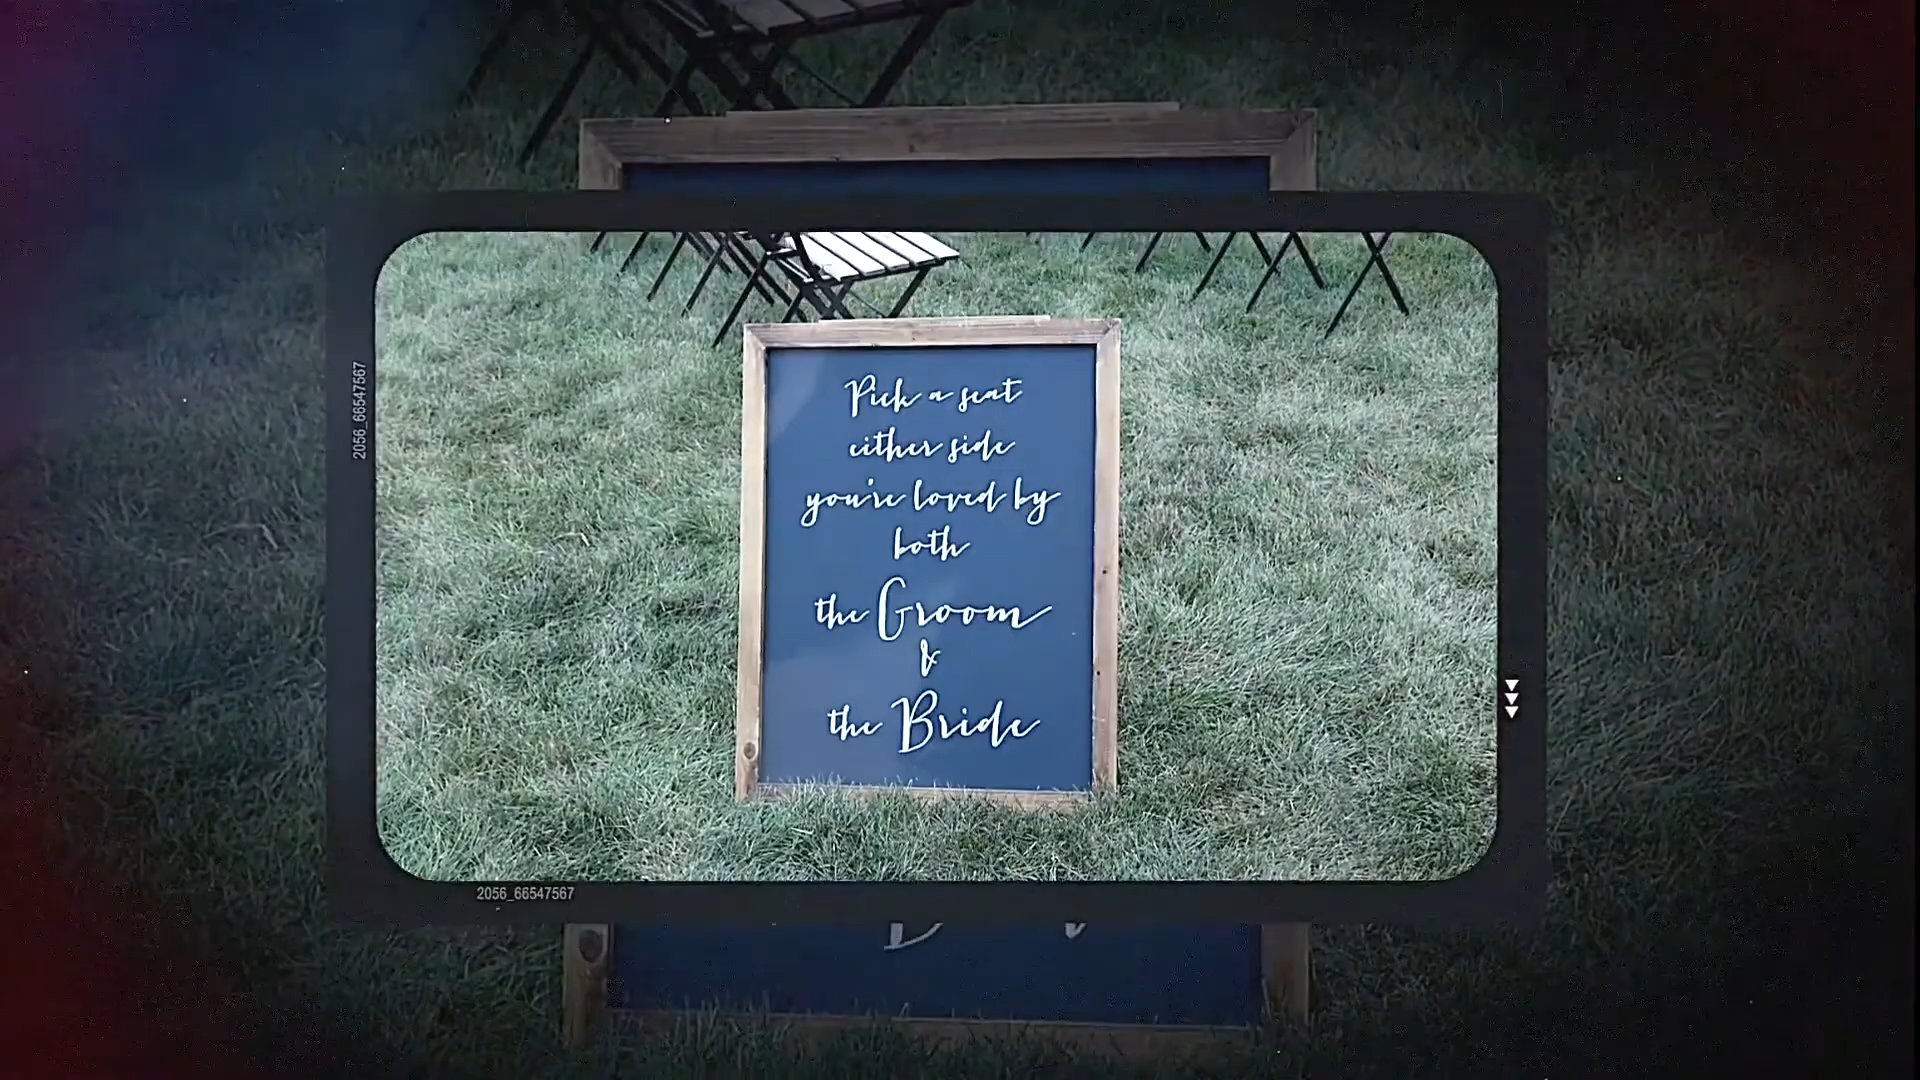 2056_66547567
Pick a seat
either side
you're loved by
both
the Groom
&
the Bride
2056_66547567